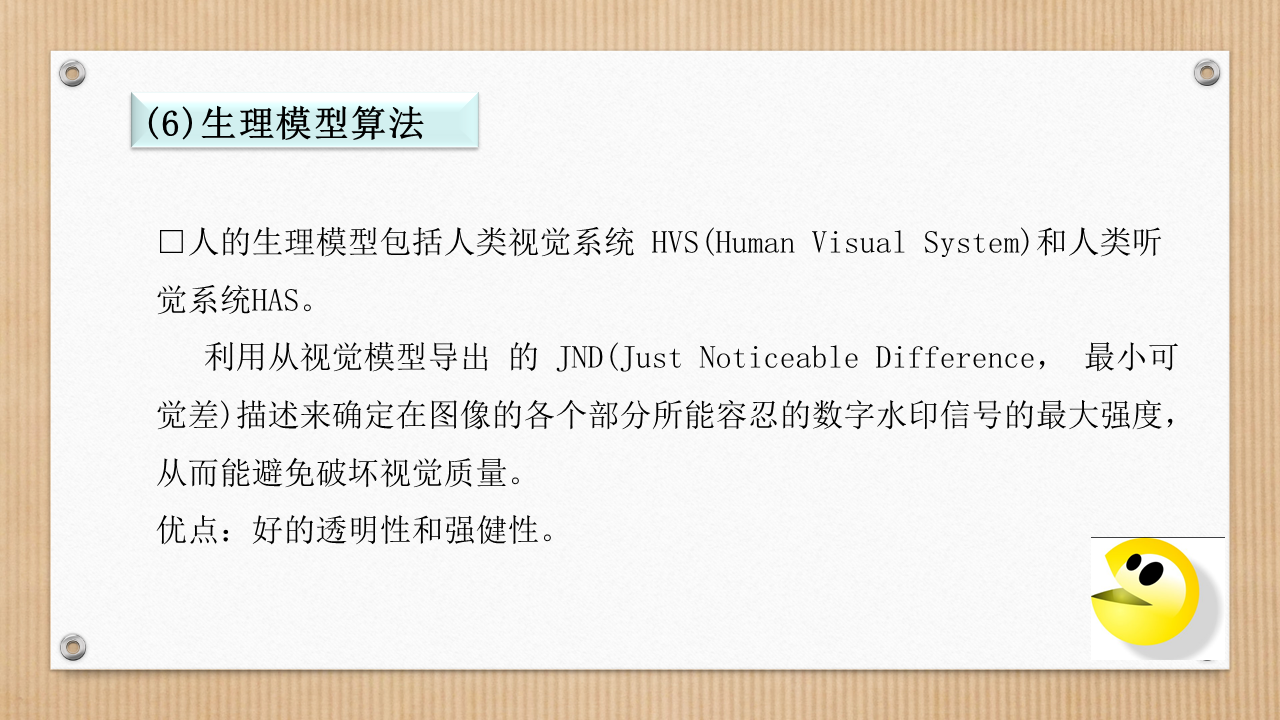 (6)生理模型算法
□人的生理模型包括人类视觉系统 HVS(Human Visual System)和人类听
觉系统HAS。
利用从视觉模型导出 的 JND(Just Noticeable Difference， 最小可
觉差)描述来确定在图像的各个部分所能容忍的数字水印信号的最大强度，
从而能避免破坏视觉质量。
优点：好的透明性和强健性。